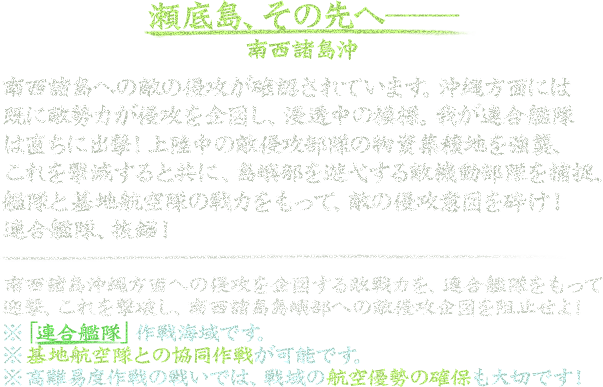 瀬底島、その先へ───
南西諸島沖
南西諸島への敵の侵攻が確認されています。沖縄方面には
既に敵勢力が侵攻を企図し、浸透中の模様。我が連合艦隊
は直ちに出撃！上陸中の敵侵攻部隊の物資集積地を強襲、
これを撃滅すると共に、島嶼部を遊弋する敵機動部隊を捕捉、
艦隊と基地航空隊の戦力をもって、敵の侵攻意図を砕け！
連合艦隊、抜錨！
南西諸島沖縄方面への侵攻を企図する敵戦力を、連合艦隊をもって
迎撃、これを撃破し、南西諸島島嶼部への敵侵攻企図を阻止せよ！
※「連合艦隊」作戦海域です。
※基地航空隊との協同作戦が可能です。
※高難易度作戦の戦いでは、戦域の航空優勢の確保も大切です！